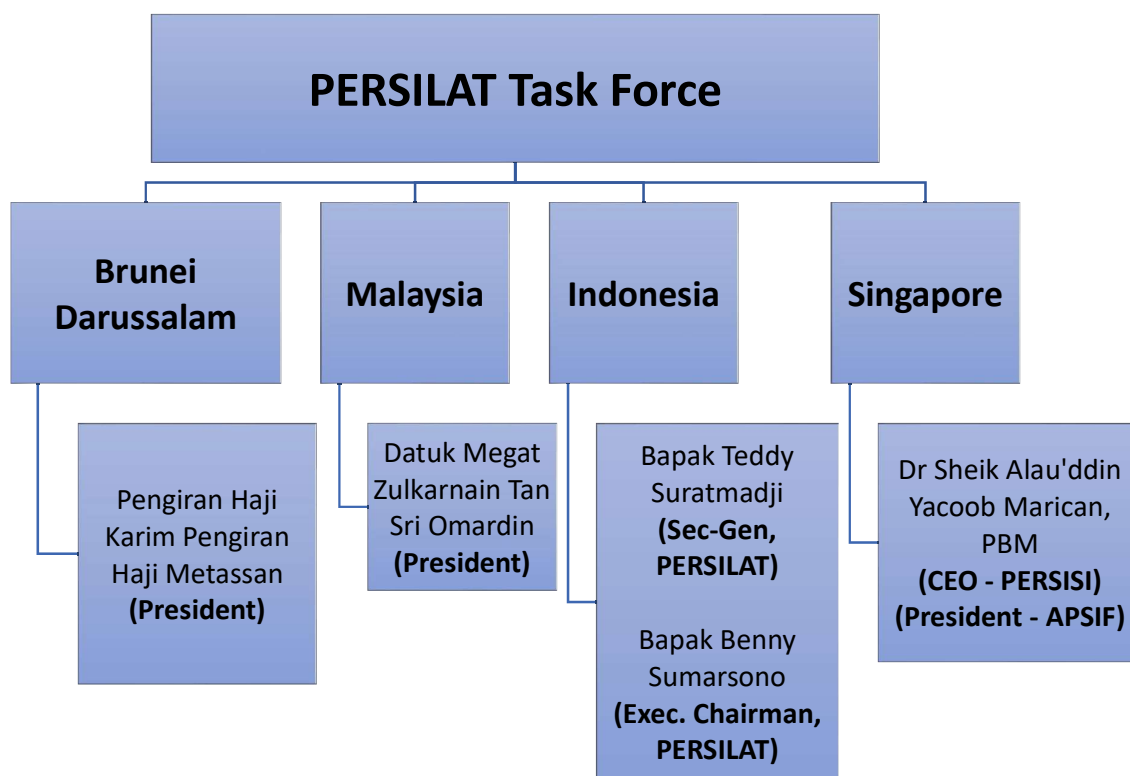 PERSILAT Task Force
Brunei
Darussalam
Malaysia
Indonesia
Singapore
Pengiran Haji
Karim Pengiran
Haji Metassan
(President)
Datuk Megat
Zulkarnain Tan
Sri Omardin
(President)
Bapak Teddy
Suratmadji
(Sec-Gen,
PERSILAT)
Bapak Benny
Sumarsono
(Exec. Chairman,
PERSILAT)
Dr Sheik Alau'ddin
Yacoob Marican,
PBM
(CEO - PERSISI)
(President - APSIF)